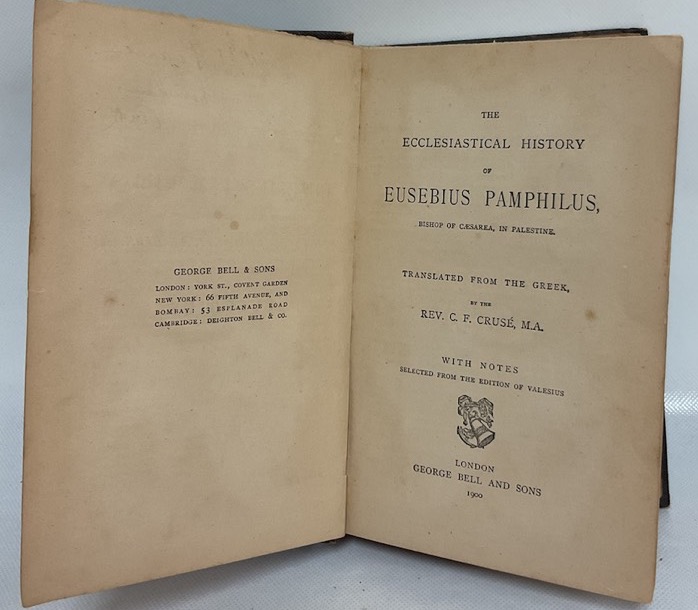 GEORGE BELL & SONS
LONDON: YORK ST., COVENT GARDEN
NEW YORK: 66 FIFTH AVENUE, AND
BOMBAY: 53 ESPLANADE ROAD
CAMBRIDGE: DEIGHTON BELL & CO.
THE
ECCLESIASTICAL HISTORY
OF
EUSEBIUS PAMPHILUS,
BISHOP OF CÆSAREA, IN PALESTINE.
TRANSLATED FROM THE GREEK,
BY THE
REV. C. F. CRUSÉ, M.A.
WITH NOTES
SELECTED FROM THE EDITION OF VALESIUS
LONDON
GEORGE BELL AND SONS
1900